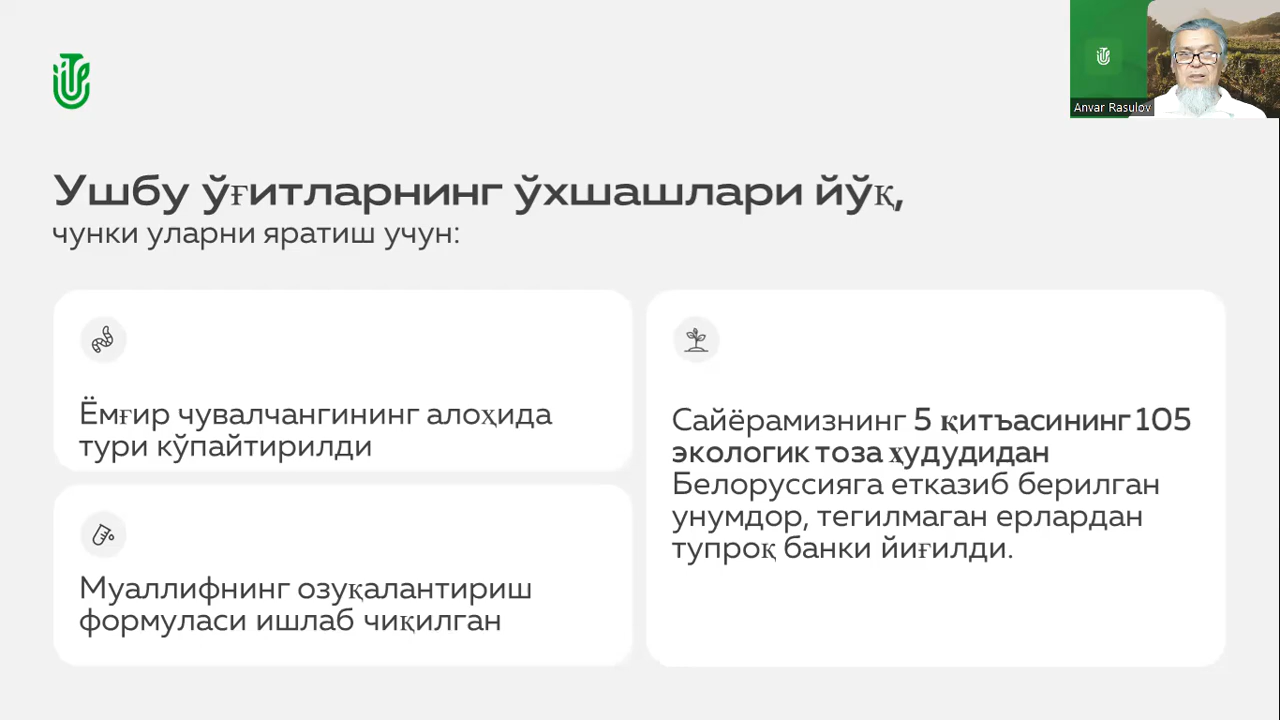 Anvar Rasulov
Ушбу ўғитларнинг ўхшашлари йўқ,
чунки уларни яратиш учун:
Ёмғир чувалчангининг алоҳида
тури кўпайтирилди
Муаллифнинг озуқалантириш
формуласи ишлаб чиқилган
Сайёрамизнинг 5 қитъасининг 105
экологик тоза ҳудудидан
Белоруссияга етказиб берилган
унумдор, тегилмаган ерлардан
тупроқ банки йиғилди.